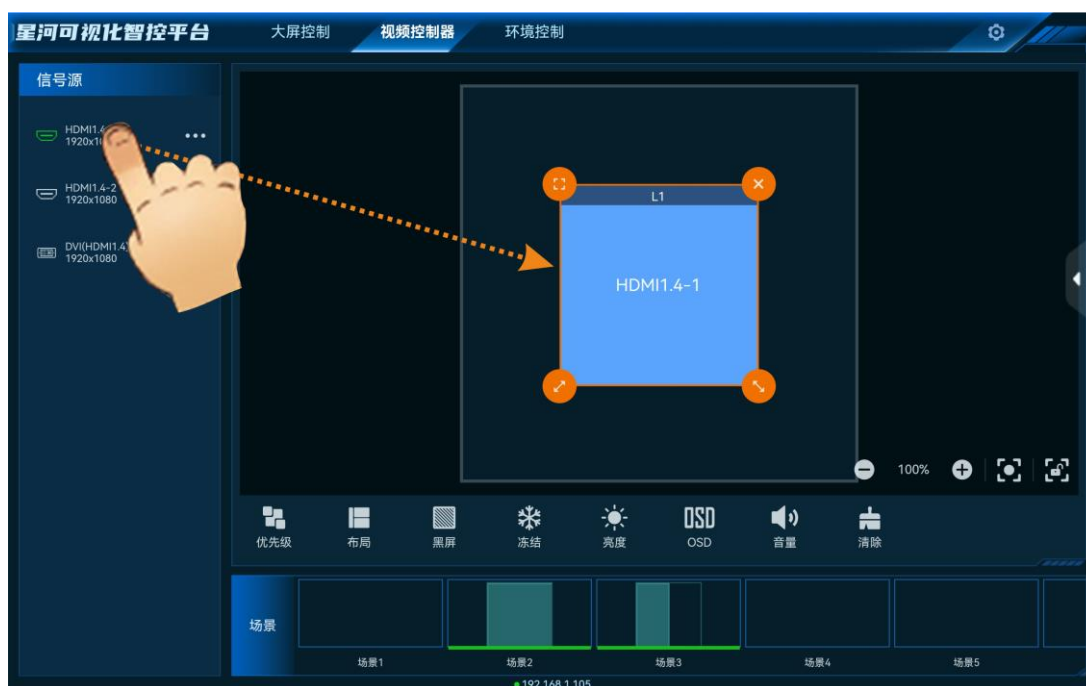 星河可视化智控平台
大屏控制
视频控制器
环境控制
信号源
HDMI1.4
1920x1
HDMI1.4-2
1920x1080
DVI(HDMI1.4)
1920x1080
L1
HDMI1.4-1
100%
优先级
布局
黑屏
冻结
亮度
OSD
OSD
音量
清除
场景
场景1
场景2
场景3
场景4
场景5
192.168.1.105